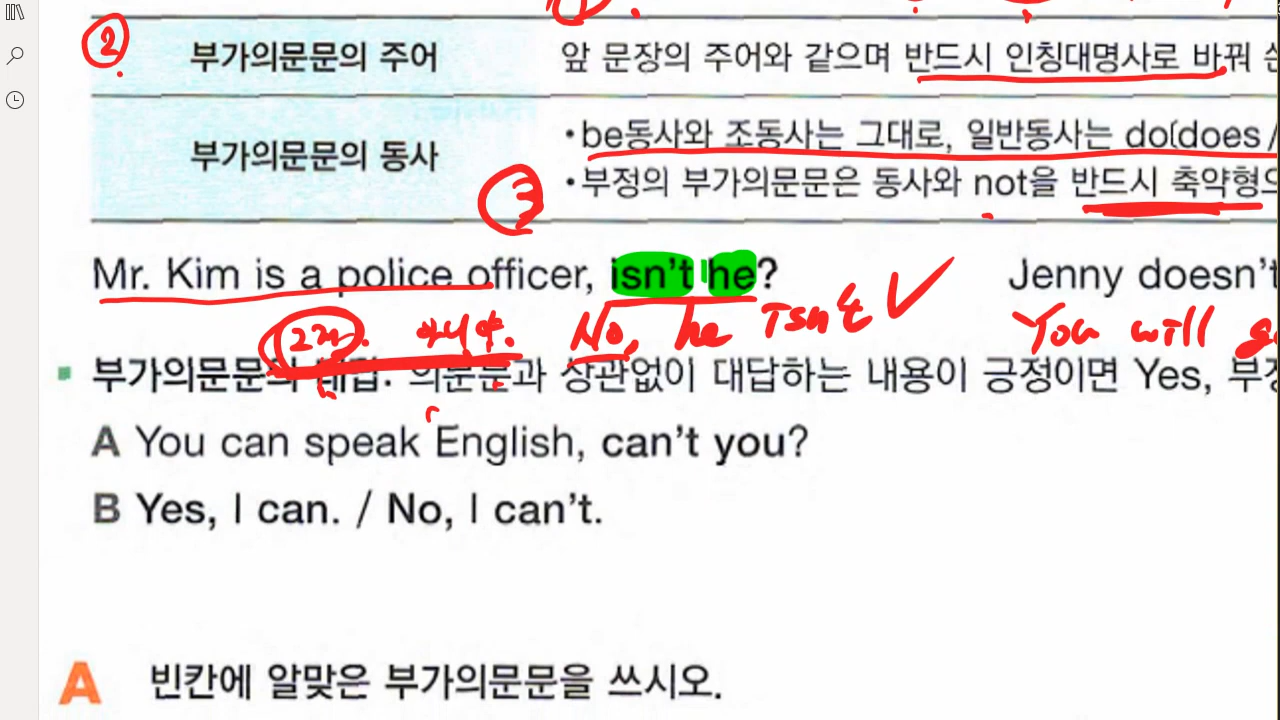 ②
부가의문문의 주어 앞 문장의 주어와 같으며 반드시 인칭대명사로 바꿔
부가의문문의 동사 •be동사와 조동사는 그대로, 일반동사는 do(does/
③ •부정의 부가의문문은 동사와 not을 반드시 축약형으
Mr. Kim is a police officer, isn't he? Jenny doesn't
No, he isn't ✓ You will
부가의문문의 대답: 의문문과 상관없이 대답하는 내용이 긍정이면 Yes, 부정
A You can speak English, can't you?
B Yes, I can. / No, I can't.
A 빈칸에 알맞은 부가의문문을 쓰시오.